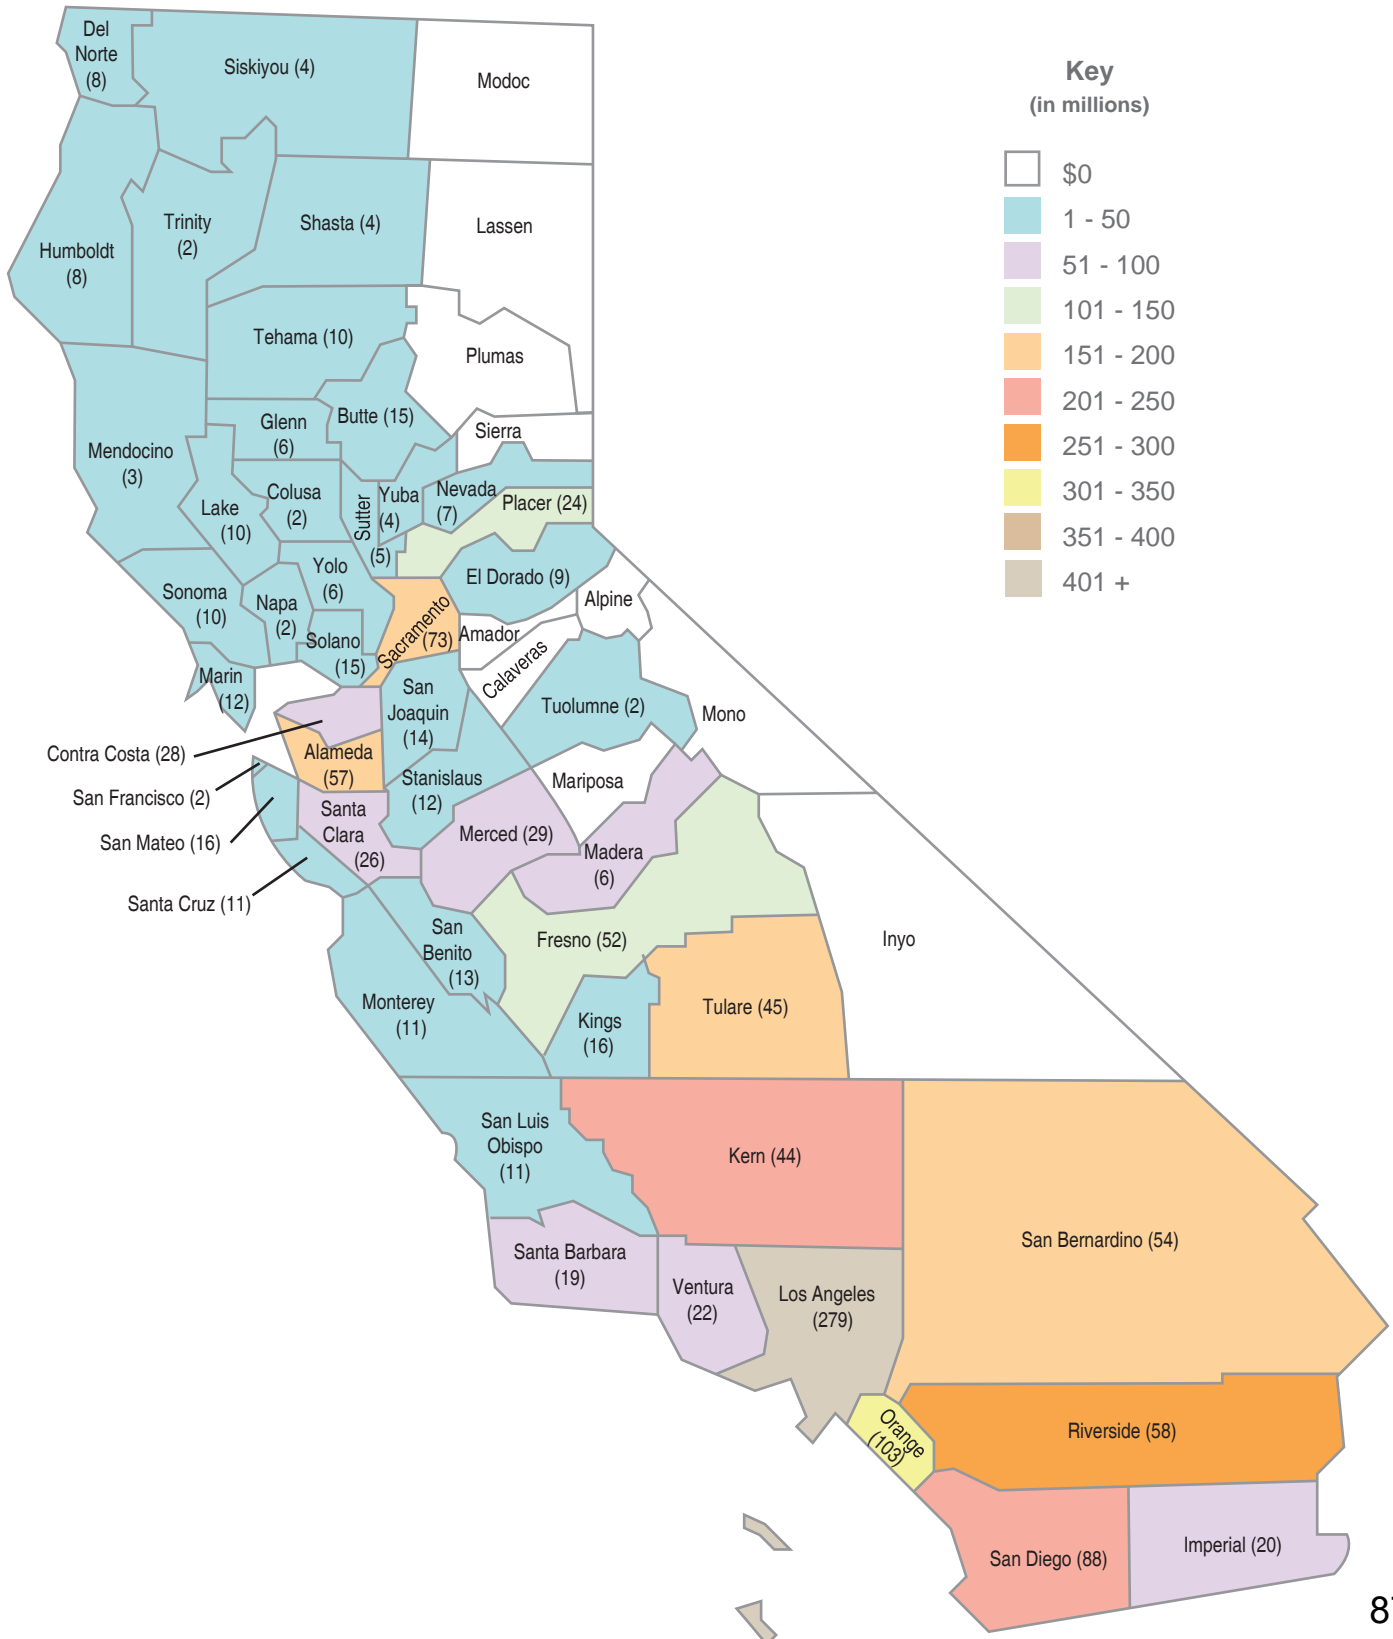 Del
Norte
(8)
Siskiyou (4)
Modoc
Key
(in millions)
$0
1 - 50
51 - 100
101 - 150
151 - 200
201 - 250
251 - 300
301 - 350
351 - 400
401 +
Humboldt
(8)
Trinity
(2)
Shasta (4)
Lassen
Tehama (10)
Plumas
Mendocino
(3)
Glenn
(6)
Butte (15)
Sierra
Lake
(10)
Colusa
(2)
Sutter
(5)
Yuba
(4)
Nevada
(7)
Placer (24)
Sonoma
(10)
Napa
(2)
Yolo
(6)
Solano
(15)
Sacramento
(73)
El Dorado (9)
Alpine
Amador
Calaveras
Marin
(12)
San
Joaquin
(14)
Tuolumne (2)
Mono
Contra Costa (28)
Alameda
(57)
San Francisco (2)
Stanislaus
(12)
Mariposa
San Mateo (16)
Santa
Clara
(26)
Merced (29)
Madera
(6)
Santa Cruz (11)
San
Benito
(13)
Fresno (52)
Inyo
Monterey
(11)
Kings
(16)
Tulare (45)
San Luis
Obispo
(11)
Kern (44)
San Bernardino (54)
Santa Barbara
(19)
Ventura
(22)
Los Angeles
(279)
Orange
(103)
Riverside (58)
San Diego (88)
Imperial (20)